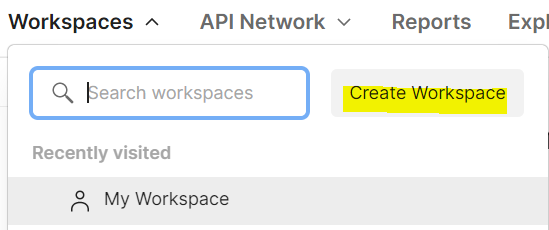 Workspaces API Network Reports
Search workspaces Create Workspace
Recently visited
My Workspace